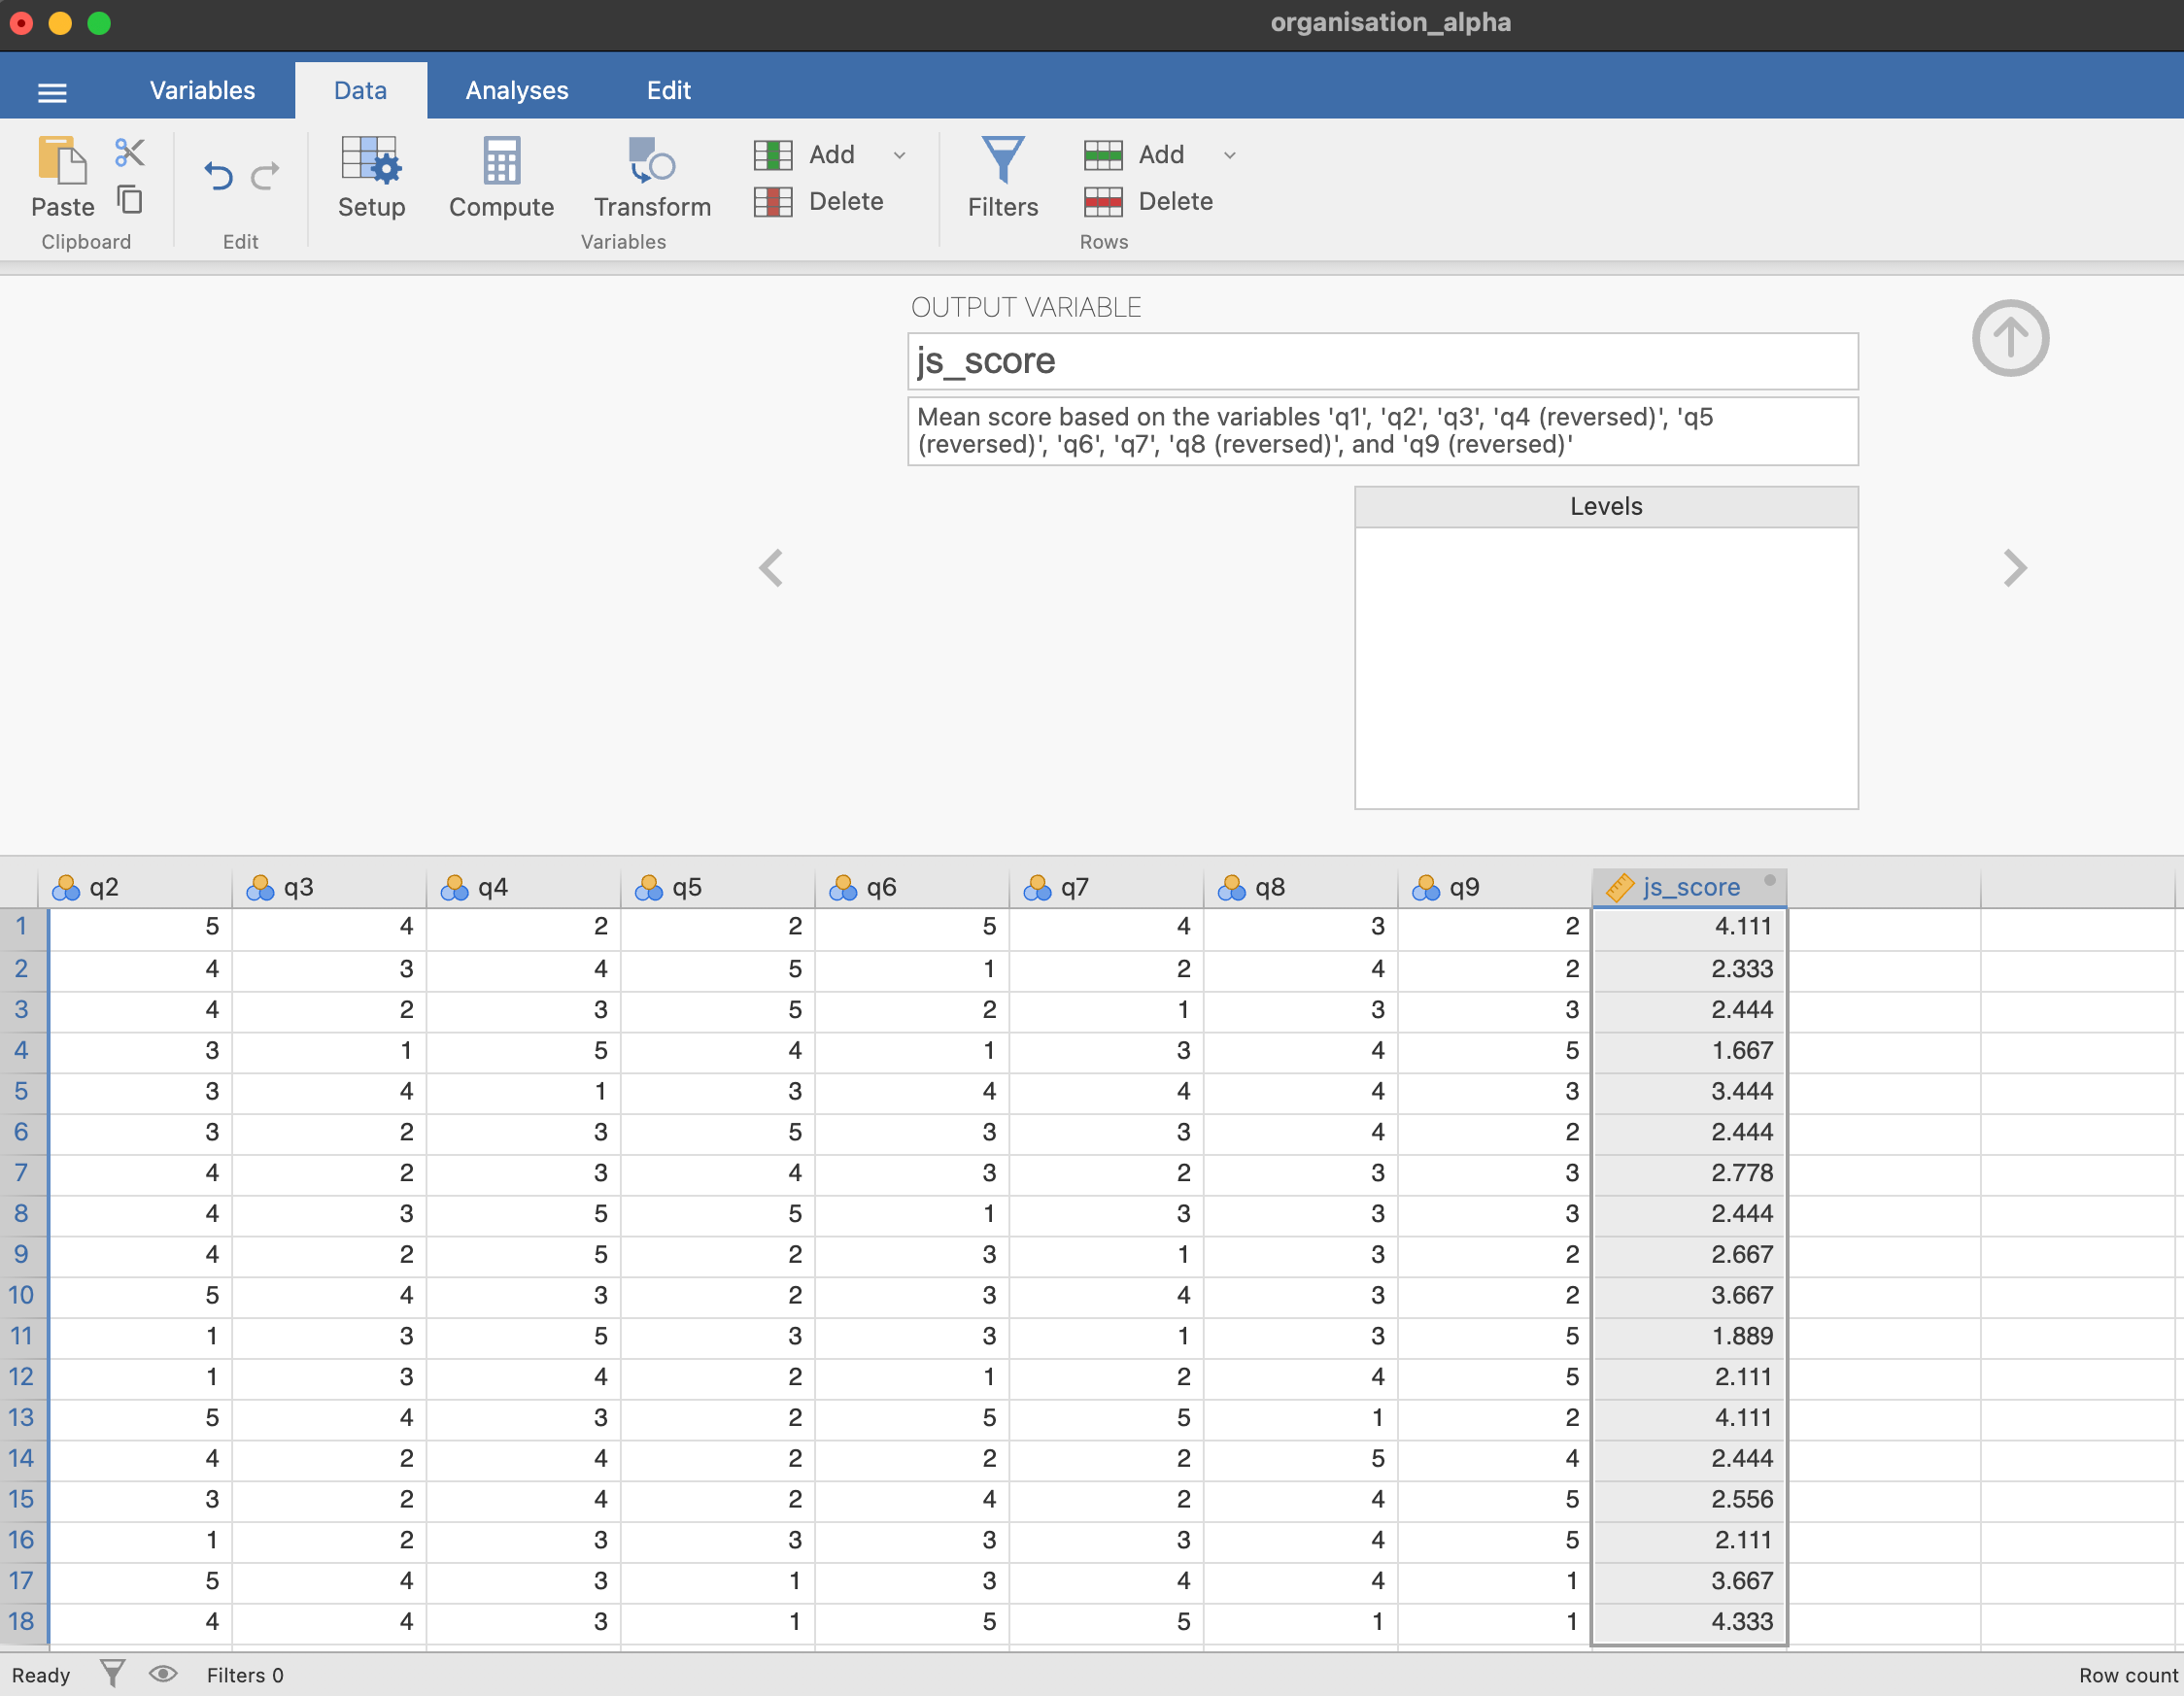 organisation_alpha
Variables Data Analyses Edit
Paste Setup Compute Transform Add Delete Filters Add Delete
Clipboard Edit Variables Rows
OUTPUT VARIABLE
js_score
Mean score based on the variables 'q1', 'q2', 'q3', 'q4 (reversed)', 'q5
(reversed)', 'q6', 'q7', 'q8 (reversed)', and 'q9 (reversed)'
Levels
q2 q3 q4 q5 q6 q7 q8 q9 js_score
1 5 4 2 2 5 4 3 2 4.111
2 4 3 4 5 1 2 4 2 2.333
3 4 2 3 5 2 1 3 3 2.444
4 3 1 5 4 1 3 4 5 1.667
5 3 4 1 3 4 4 4 3 3.444
6 3 2 3 5 3 3 4 2 2.444
7 4 2 3 4 3 2 3 3 2.778
8 4 3 5 5 1 3 3 3 2.444
9 4 2 5 2 3 1 3 2 2.667
10 5 4 3 2 3 4 3 2 3.667
11 1 3 5 3 3 1 3 5 1.889
12 1 3 4 2 1 2 4 5 2.111
13 5 4 3 2 5 5 1 2 4.111
14 4 2 4 2 2 2 5 4 2.444
15 3 2 4 2 4 2 4 5 2.556
16 1 2 3 3 3 3 4 5 2.111
17 5 4 3 1 3 4 4 1 3.667
18 4 4 3 1 5 5 1 1 4.333
Ready Filters 0 Row count